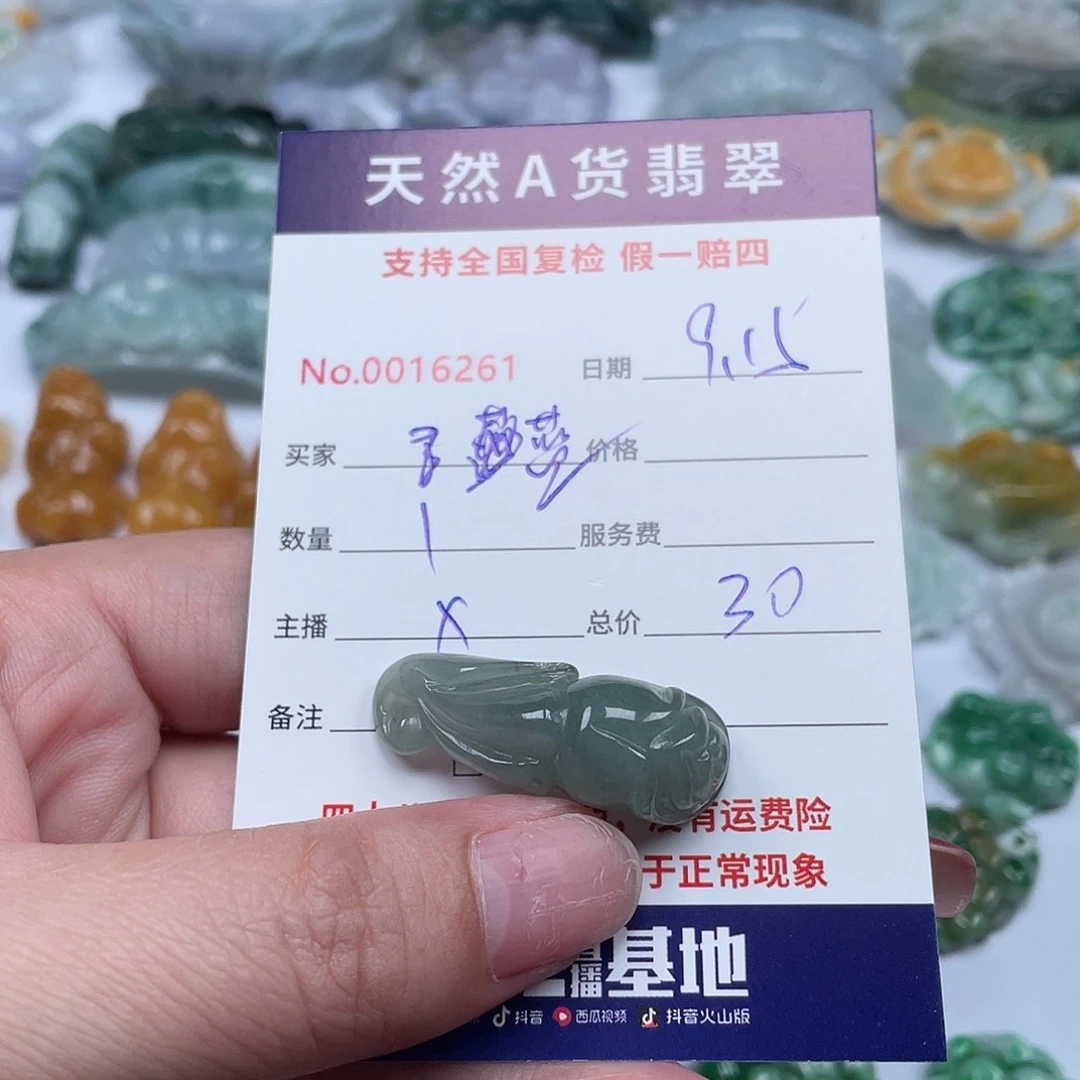 天然A货翡翠
支持全国复检 假一赔四
No.0016261 日期 9.15
买家 价格
数量 1 服务费
主播 X 总价 30
备注
有运费险
于正常现象
播基地
抖音 西瓜视频 抖音火山版